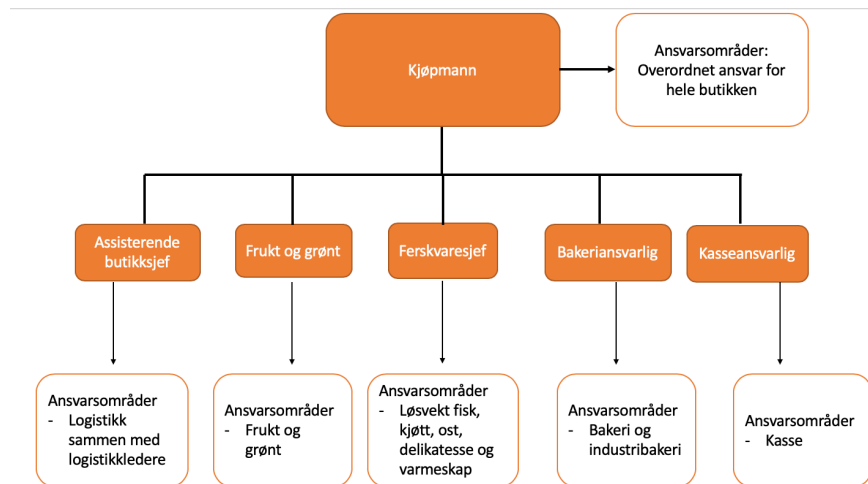 Kjøpmann
Ansvarsområder:
Overordnet ansvar for
hele butikken
Assisterende
butikksjef
Frukt og grønt
Ferskvaresjef
Bakeriansvarlig
Kasseansvarlig
Ansvarsområder
- Logistikk
sammen med
logistikkledere
Ansvarsområder
- Frukt og
grønt
Ansvarsområder
- Løsvekt fisk,
kjøtt, ost,
delikatesse og
varmeskap
Ansvarsområder
- Bakeri og
industribakeri
Ansvarsområder
- Kasse